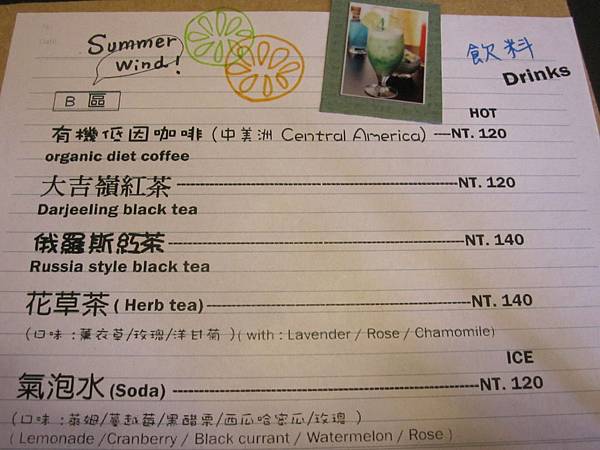 Summer
Wind!
飲料
Drinks
B 區
HOT
有機低因咖啡 (中美洲 Central America) —NT. 120
organic diet coffee
大吉嶺紅茶 -----NT. 120
Darjeeling black tea
俄羅斯紅茶 -----NT. 140
Russia style black tea
花草茶 ( Herb tea) -----NT. 140
(口味 : 薰衣草/玫瑰/洋甘菊 ) ( with : Lavender / Rose / Chamomile)
ICE
氣泡水 (Soda) -----NT. 120
(口味 : 萊姆/蔓越莓/黑醋栗/西瓜哈密瓜/玫瑰 )
( Lemonade /Cranberry / Black currant / Watermelon / Rose )